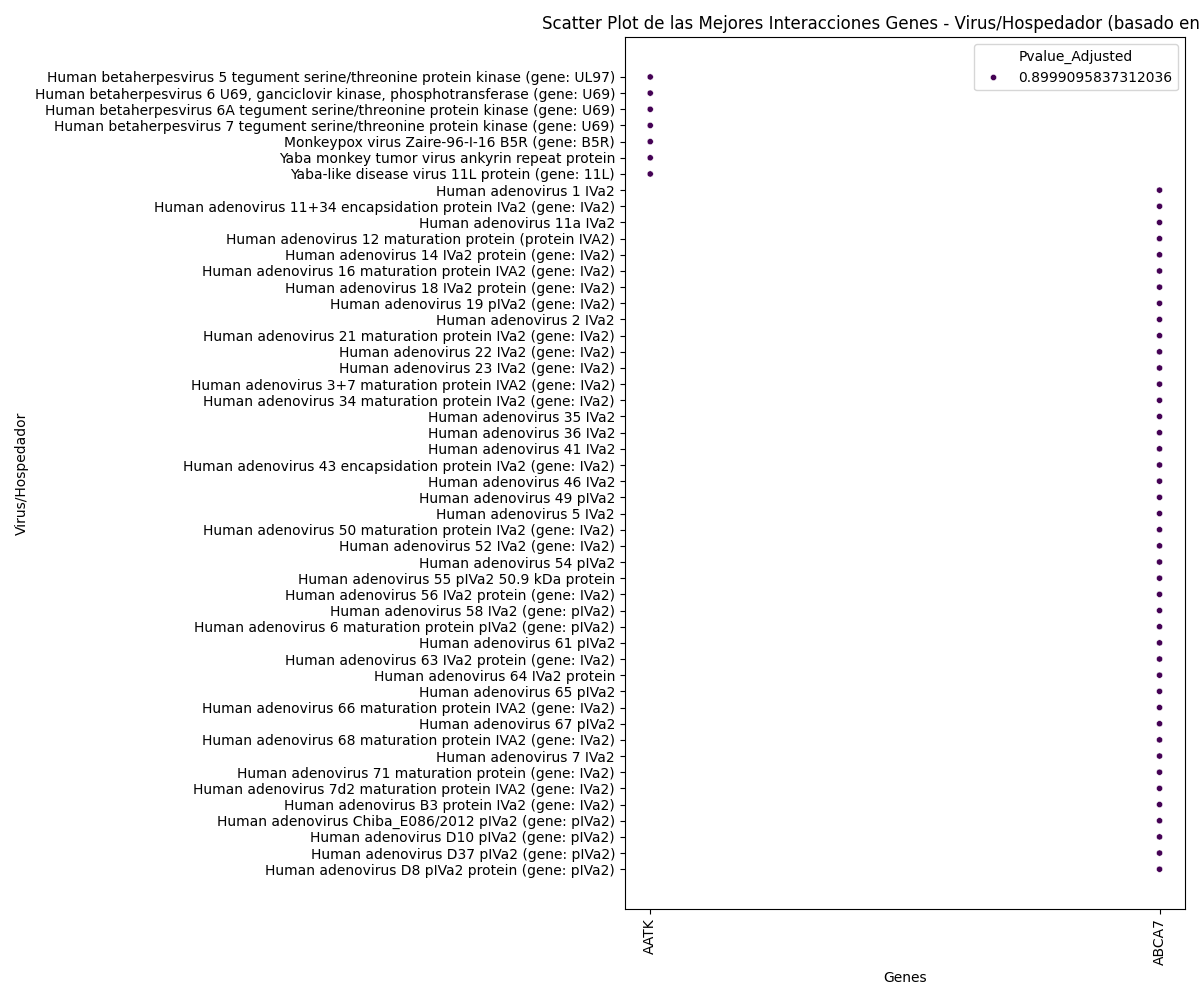 Scatter Plot de las Mejores Interacciones Genes - Virus/Hospedador (basado en
Pvalue_Adjusted
0.8999095837312036
Human betaherpesvirus 5 tegument serine/threonine protein kinase (gene: UL97)
Human betaherpesvirus 6 U69, ganciclovir kinase, phosphotransferase (gene: U69)
Human betaherpesvirus 6A tegument serine/threonine protein kinase (gene: U69)
Human betaherpesvirus 7 tegument serine/threonine protein kinase (gene: U69)
Monkeypox virus Zaire-96-I-16 B5R (gene: B5R)
Yaba monkey tumor virus ankyrin repeat protein
Yaba-like disease virus 11L protein (gene: 11L)
Human adenovirus 1 IVa2
Human adenovirus 11+34 encapsidation protein IVa2 (gene: IVa2)
Human adenovirus 11a IVa2
Human adenovirus 12 maturation protein (protein IVA2)
Human adenovirus 14 IVa2 protein (gene: IVa2)
Human adenovirus 16 maturation protein IVA2 (gene: IVa2)
Human adenovirus 18 IVa2 protein (gene: IVa2)
Human adenovirus 19 pIVa2 (gene: IVa2)
Human adenovirus 2 IVa2
Human adenovirus 21 maturation protein IVa2 (gene: IVa2)
Human adenovirus 22 IVa2 (gene: IVa2)
Human adenovirus 23 IVa2 (gene: IVa2)
Human adenovirus 3+7 maturation protein IVA2 (gene: IVa2)
Human adenovirus 34 maturation protein IVa2 (gene: IVa2)
Human adenovirus 35 IVa2
Human adenovirus 36 IVa2
Human adenovirus 41 IVa2
Human adenovirus 43 encapsidation protein IVa2 (gene: IVa2)
Human adenovirus 46 IVa2
Human adenovirus 49 pIVa2
Human adenovirus 5 IVa2
Human adenovirus 50 maturation protein IVa2 (gene: IVa2)
Human adenovirus 52 IVa2 (gene: IVa2)
Human adenovirus 54 pIVa2
Human adenovirus 55 pIVa2 50.9 kDa protein
Human adenovirus 56 IVa2 protein (gene: IVa2)
Human adenovirus 58 IVa2 (gene: pIVa2)
Human adenovirus 6 maturation protein pIVa2 (gene: pIVa2)
Human adenovirus 61 pIVa2
Human adenovirus 63 IVa2 protein (gene: IVa2)
Human adenovirus 64 IVa2 protein
Human adenovirus 65 pIVa2
Human adenovirus 66 maturation protein IVA2 (gene: IVa2)
Human adenovirus 67 pIVa2
Human adenovirus 68 maturation protein IVA2 (gene: IVa2)
Human adenovirus 7 IVa2
Human adenovirus 71 maturation protein (gene: IVa2)
Human adenovirus 7d2 maturation protein IVA2 (gene: IVa2)
Human adenovirus B3 protein IVa2 (gene: IVa2)
Human adenovirus Chiba_E086/2012 pIVa2 (gene: pIVa2)
Human adenovirus D10 pIVa2 (gene: pIVa2)
Human adenovirus D37 pIVa2 (gene: pIVa2)
Human adenovirus D8 pIVa2 protein (gene: pIVa2)
Virus/Hospedador
AATK
ABCA7
Genes